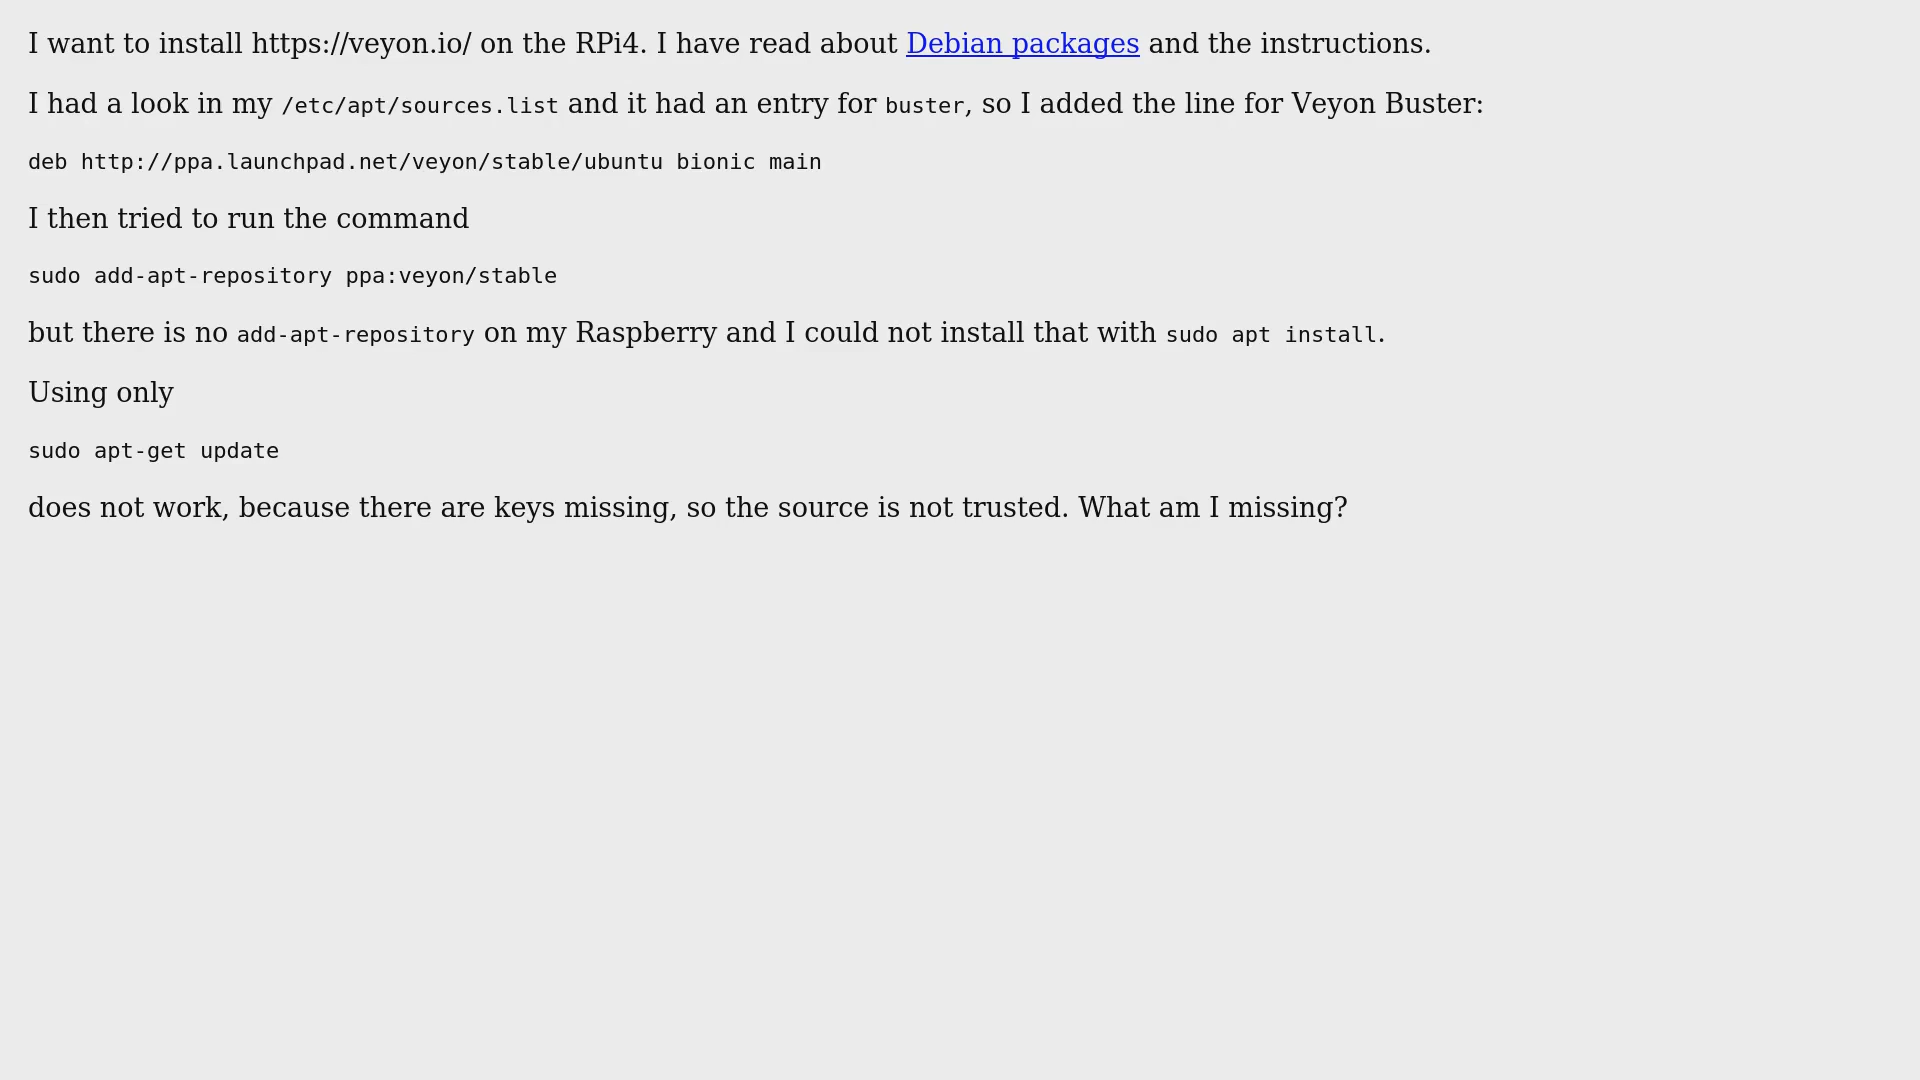 I want to install https://veyon.io/ on the RPi4. I have read about Debian packages and the instructions.
I had a look in my /etc/apt/sources.list and it had an entry for buster, so I added the line for Veyon Buster:
deb http://ppa.launchpad.net/veyon/stable/ubuntu bionic main
I then tried to run the command
sudo add-apt-repository ppa:veyon/stable
but there is no add-apt-repository on my Raspberry and I could not install that with sudo apt install.
Using only
sudo apt-get update
does not work, because there are keys missing, so the source is not trusted. What am I missing?